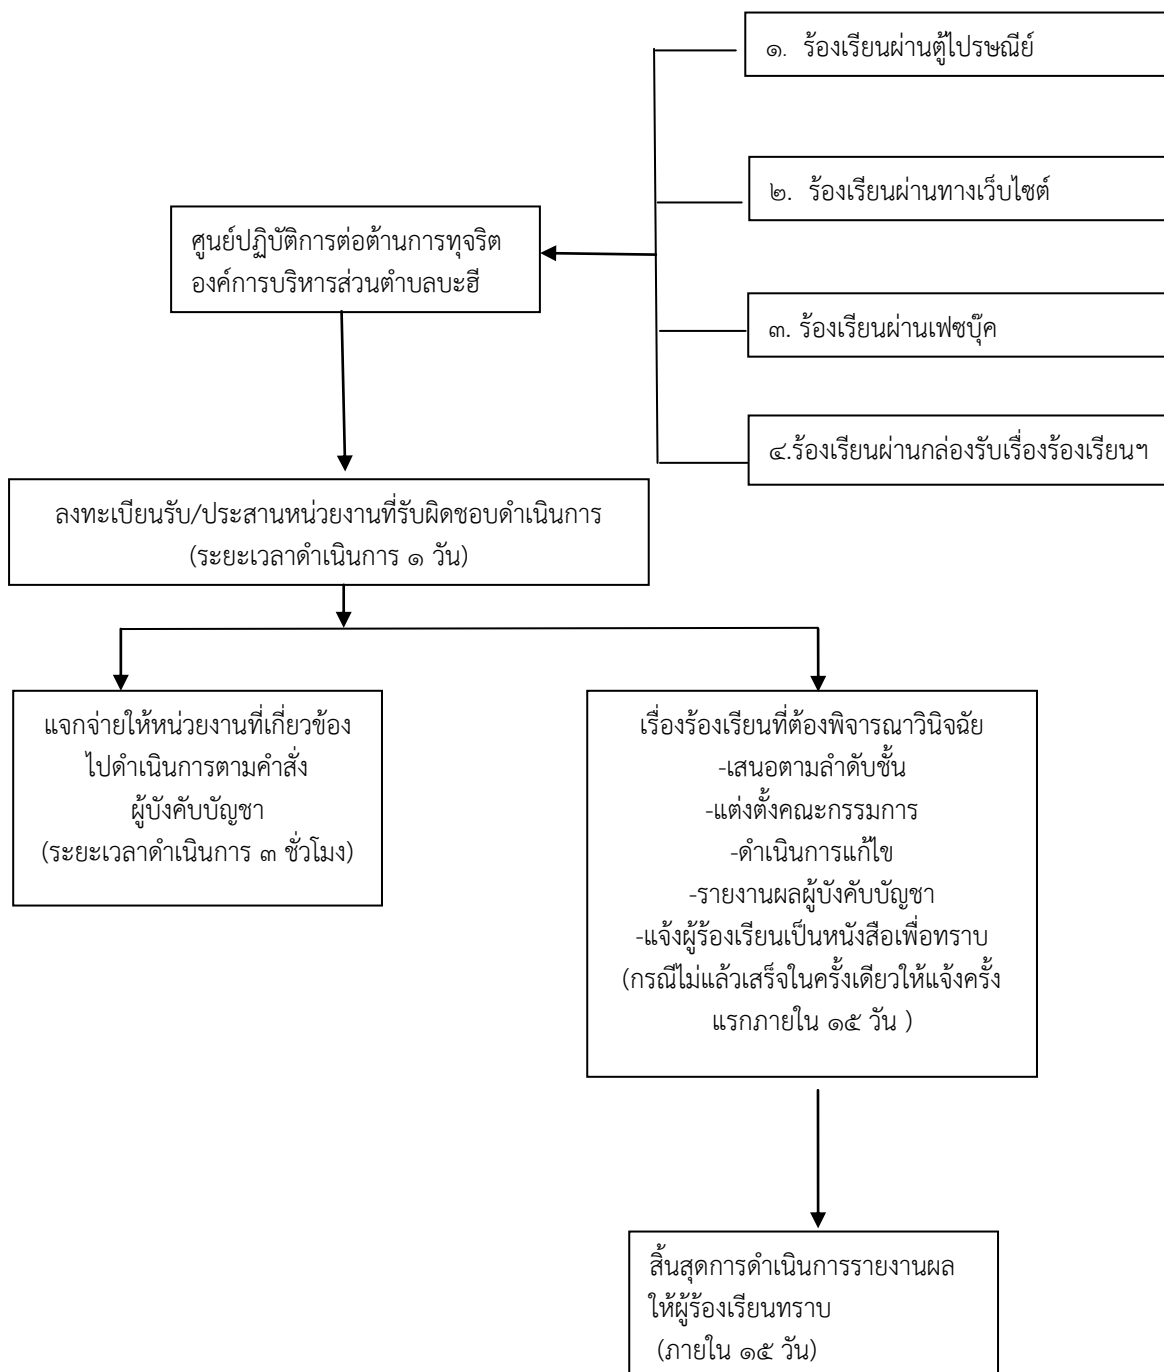 ๑. ร้องเรียนผ่านตู้ไปรษณีย์
๒. ร้องเรียนผ่านทางเว็บไซต์
ศูนย์ปฏิบัติการต่อต้านการทุจริต
องค์การบริหารส่วนตำบลบะฮี
๓. ร้องเรียนผ่านเฟซบุ๊ค
๔.ร้องเรียนผ่านกล่องรับเรื่องร้องเรียนฯ
ลงทะเบียนรับ/ประสานหน่วยงานที่รับผิดชอบดำเนินการ
(ระยะเวลาดำเนินการ ๑ วัน)
แจกจ่ายให้หน่วยงานที่เกี่ยวข้อง
ไปดำเนินการตามคำสั่ง
ผู้บังคับบัญชา
(ระยะเวลาดำเนินการ ๓ ชั่วโมง)
เรื่องร้องเรียนที่ต้องพิจารณาวินิจฉัย
-เสนอตามลำดับชั้น
-แต่งตั้งคณะกรรมการ
-ดำเนินการแก้ไข
-รายงานผลผู้บังคับบัญชา
-แจ้งผู้ร้องเรียนเป็นหนังสือเพื่อทราบ
(กรณีไม่แล้วเสร็จในครั้งเดียวให้แจ้งครั้ง
แรกภายใน ๑๕ วัน )
สิ้นสุดการดำเนินการรายงานผล
ให้ผู้ร้องเรียนทราบ
(ภายใน ๑๕ วัน)